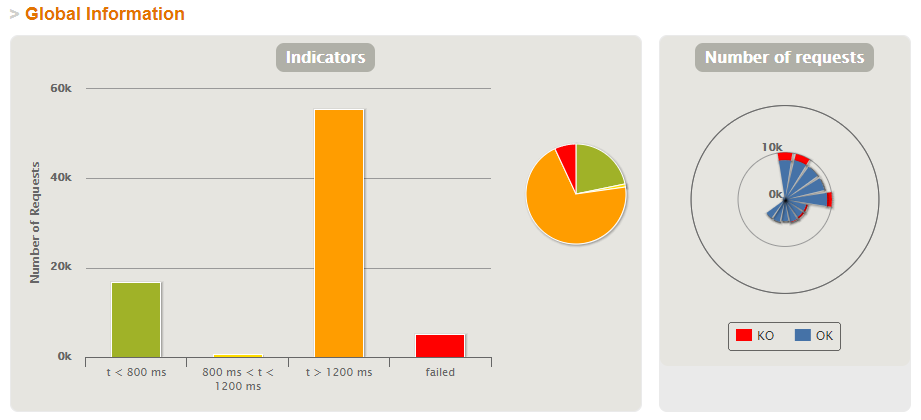 > Global Information
Indicators
Number of requests
Number of Requests
60k
40k
20k
0k
t < 800 ms
800 ms < t <
1200 ms
t > 1200 ms
failed
10k
0k
KO
OK